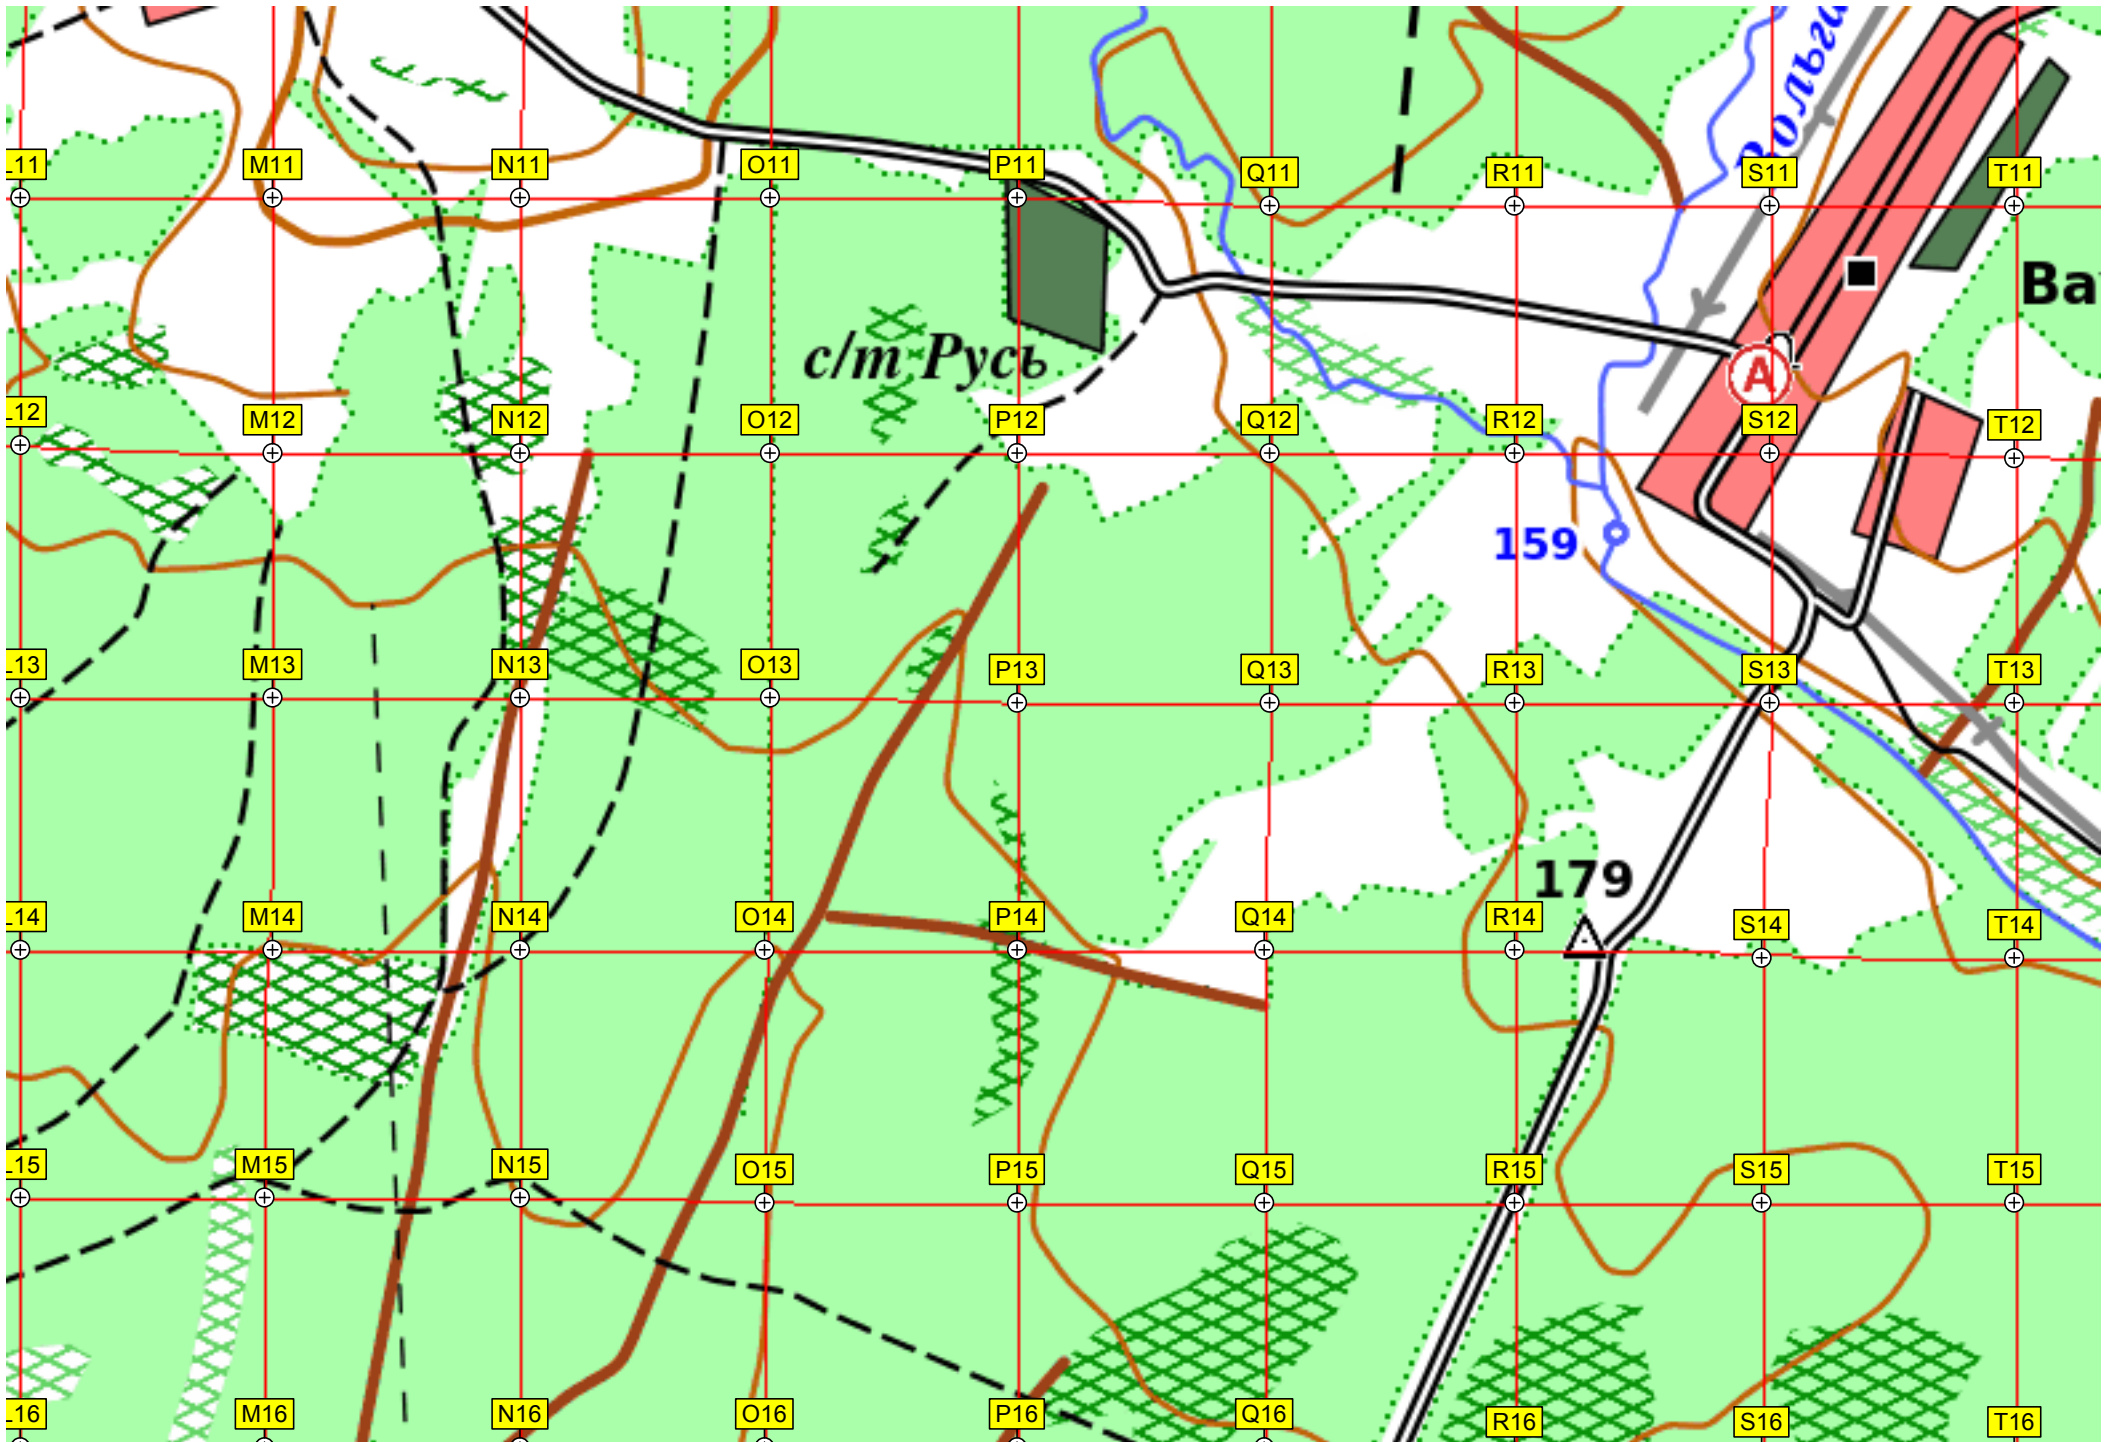 Вольга
L11 M11 N11 O11 P11 Q11 R11 S11 T11
Ва
с/т Русь
A
L12 M12 N12 O12 P12 Q12 R12 S12 T12
159
L13 M13 N13 O13 P13 Q13 R13 S13 T13
179
L14 M14 N14 O14 P14 Q14 R14 S14 T14
L15 M15 N15 O15 P15 Q15 R15 S15 T15
L16 M16 N16 O16 P16 Q16 R16 S16 T16